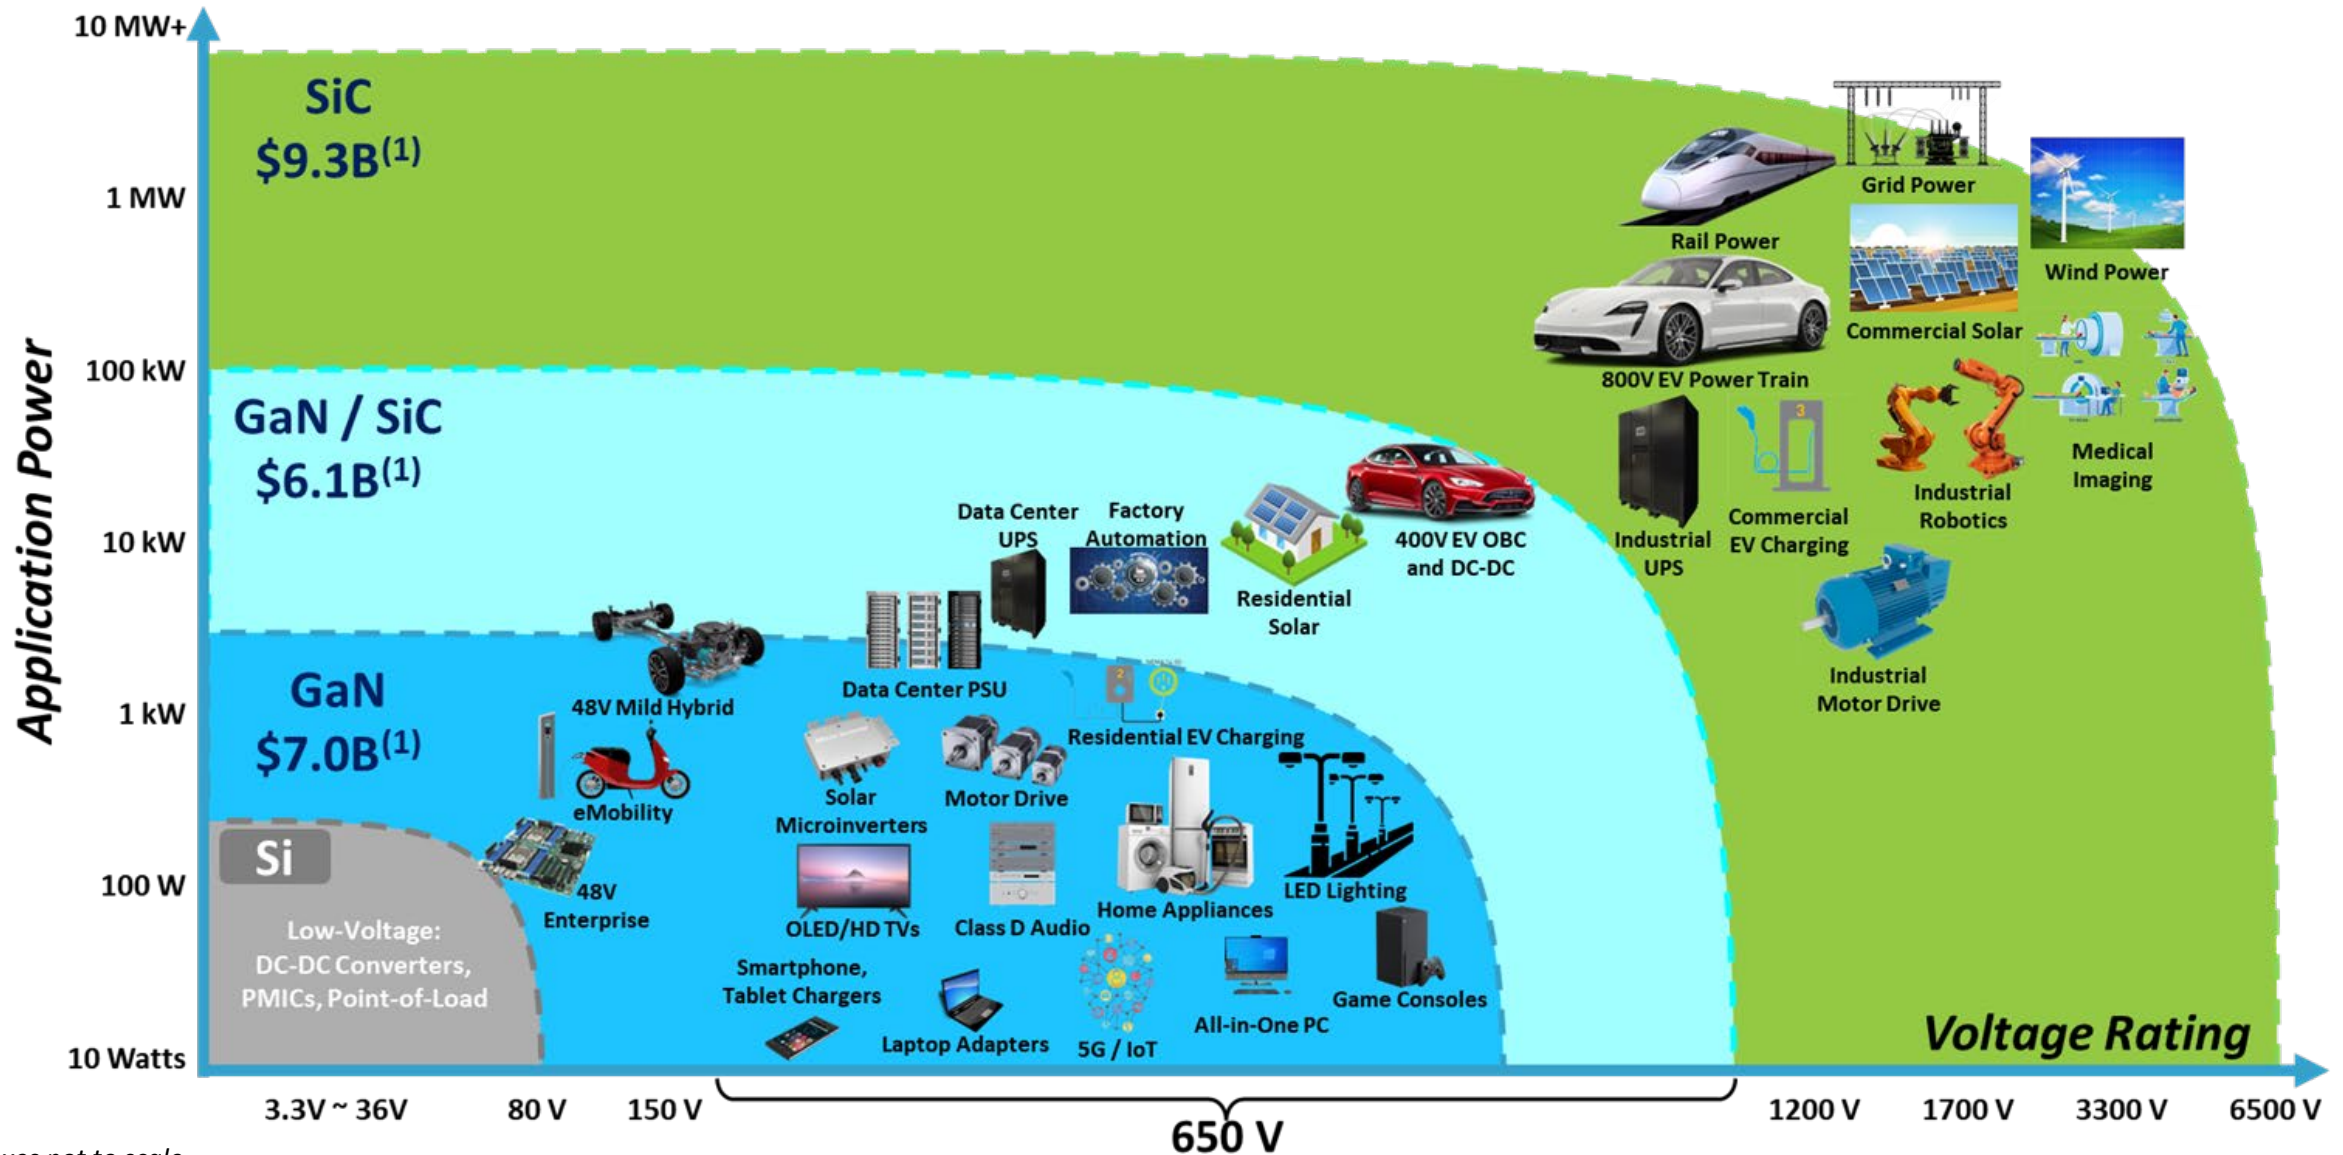 10 MW+
1 MW
100 kW
10 kW
1 kW
100 W
10 Watts
Application Power
SiC
$9.3B(1)
GaN / SiC
$6.1B(1)
GaN
$7.0B(1)
Si
Low-Voltage:
DC-DC Converters,
PMICs, Point-of-Load
Grid Power
Rail Power
Wind Power
Commercial Solar
800V EV Power Train
Medical
Imaging
3
Industrial
Robotics
Commercial
EV Charging
Industrial
UPS
Industrial
Motor Drive
Data Center
UPS
Factory
Automation
400V EV OBC
and DC-DC
Residential
Solar
Data Center PSU
2
48V Mild Hybrid
Residential EV Charging
eMobility
Solar
Microinverters
Motor Drive
48V
Enterprise
OLED/HD TVs
Class D Audio
Home Appliances
LED Lighting
Smartphone,
Tablet Chargers
Laptop Adapters
5G / IoT
All-in-One PC
Game Consoles
Voltage Rating
3.3V ~ 36V
80 V
150 V
650 V
1200 V
1700 V
3300 V
6500 V
not to scale